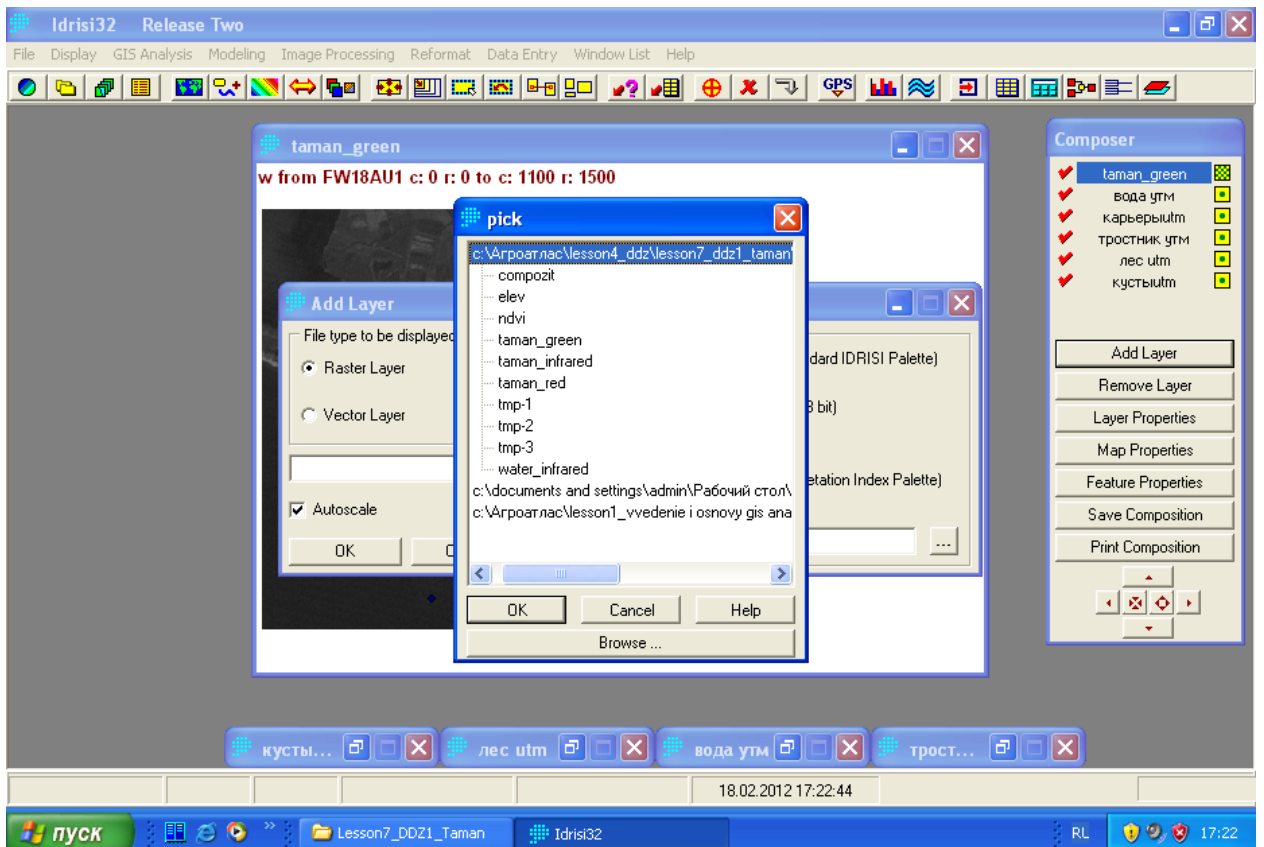 Idrisi32 Release Two
File Display GIS Analysis Modeling Image Processing Reformat Data Entry Window List Help
GPS
taman_green
w from FW18AU1 c: 0 r: 0 to c: 1100 r: 1500
Composer
taman_green
вода утм
карьерыutm
тростник утм
лес utm
кустыutm
Add Layer
Remove Layer
Layer Properties
Map Properties
Feature Properties
Save Composition
Print Composition
Add Layer
File type to be displayed
Raster Layer
Vector Layer
Autoscale
OK
dard IDRISI Palette)
8 bit)
etation Index Palette)
...
pick
c:\Агроатлас\lesson4_ddz\lesson7_ddz1_taman
compozit
elev
ndvi
taman_green
taman_infrared
taman_red
tmp-1
tmp-2
tmp-3
water_infrared
c:\documents and settings\admin\Рабочий стол\
c:\Агроатлас\lesson1_vvedenie i osnovy gis ana
OK Cancel Help
Browse ...
кусты... лес utm вода утм трост...
18.02.2012 17:22:44
пуск Lesson7_DDZ1_Taman Idrisi32 RL 17:22